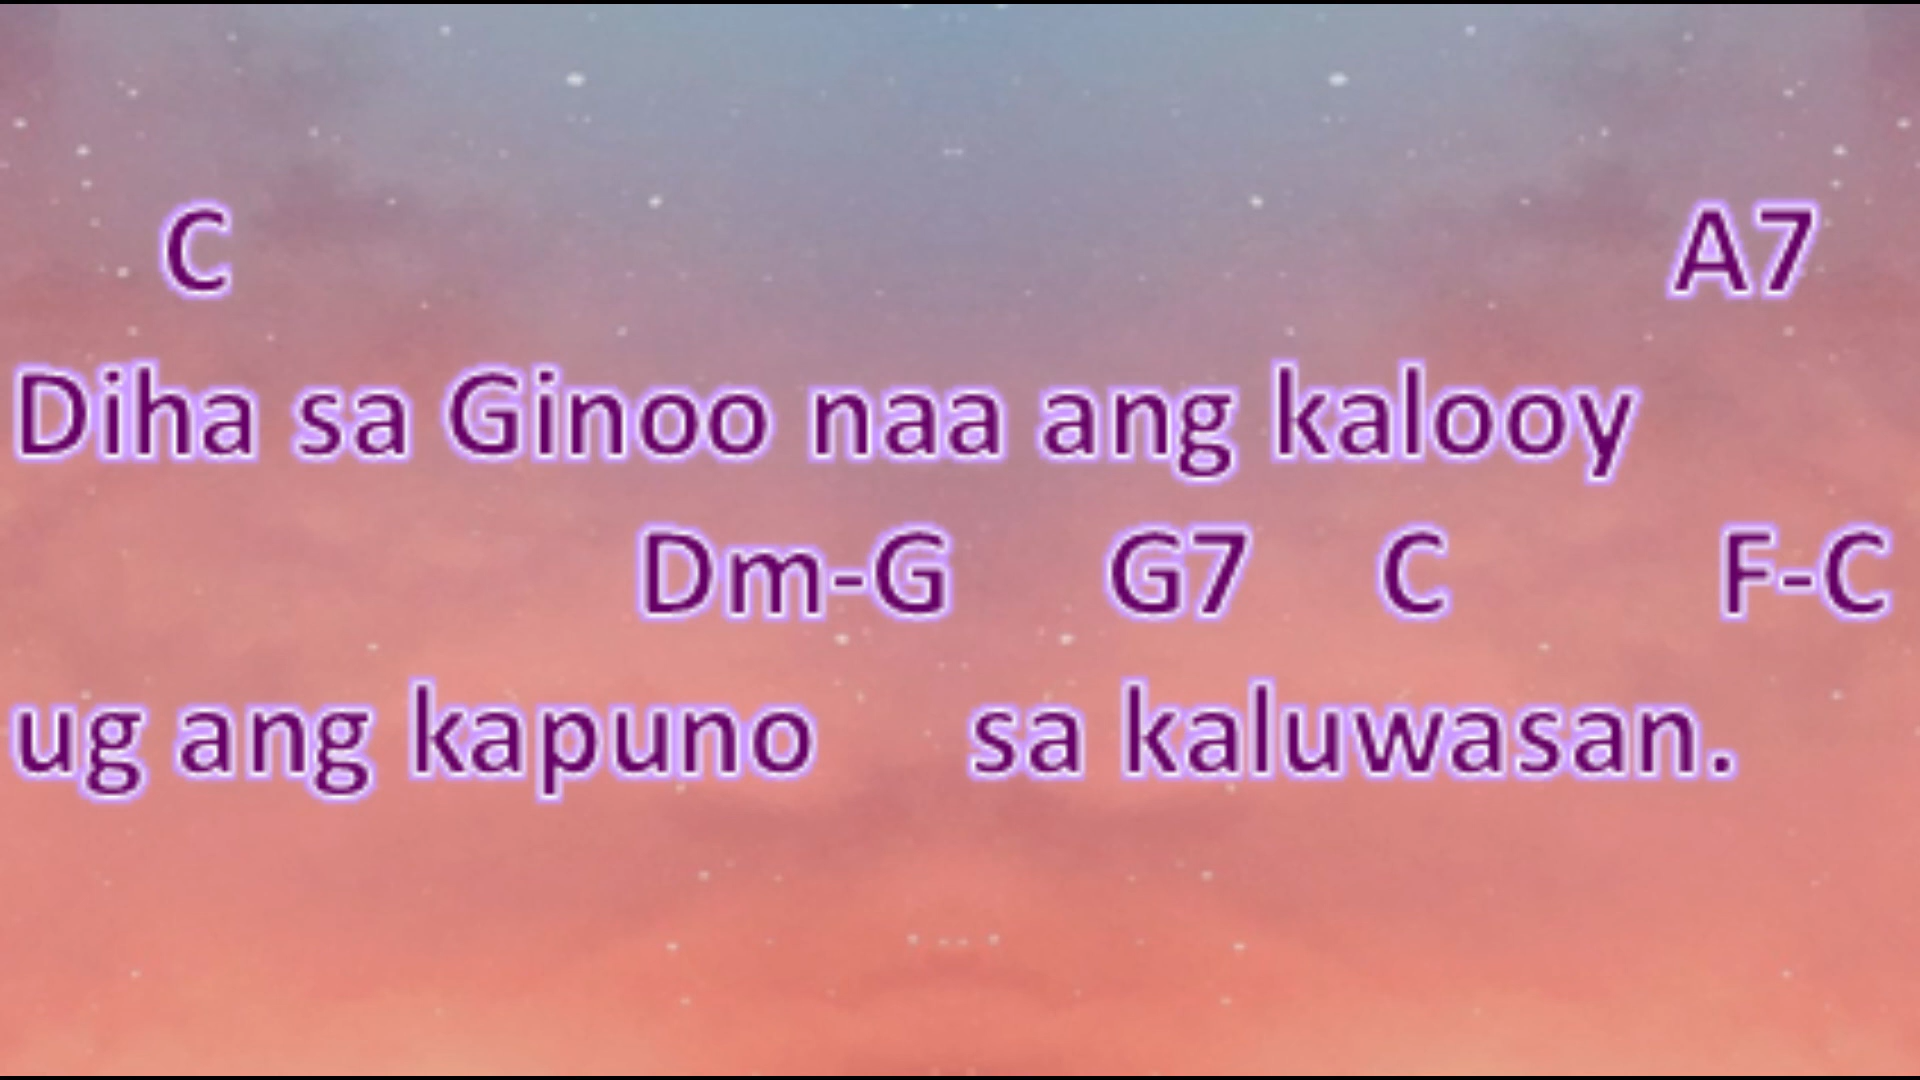 C A7
Diha sa Ginoo naa ang kalooy
Dm-G G7 C F-C
ug ang kapuno sa kaluwasan.